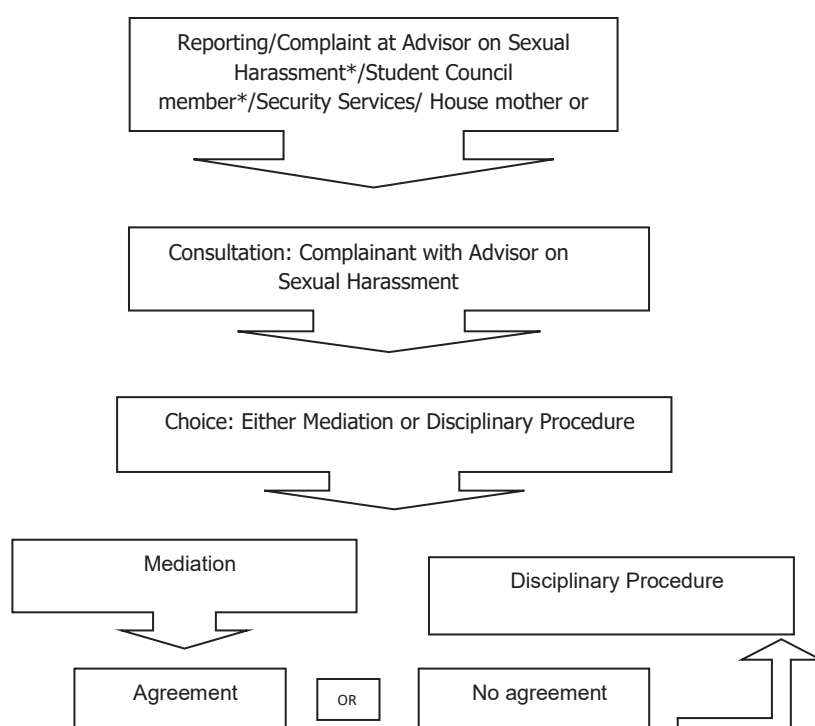 Reporting/Complaint at Advisor on Sexual
Harassment*/Student Council
member*/Security Services/ House mother or
Consultation: Complainant with Advisor on
Sexual Harassment
Choice: Either Mediation or Disciplinary Procedure
Mediation
Disciplinary Procedure
Agreement
OR
No agreement